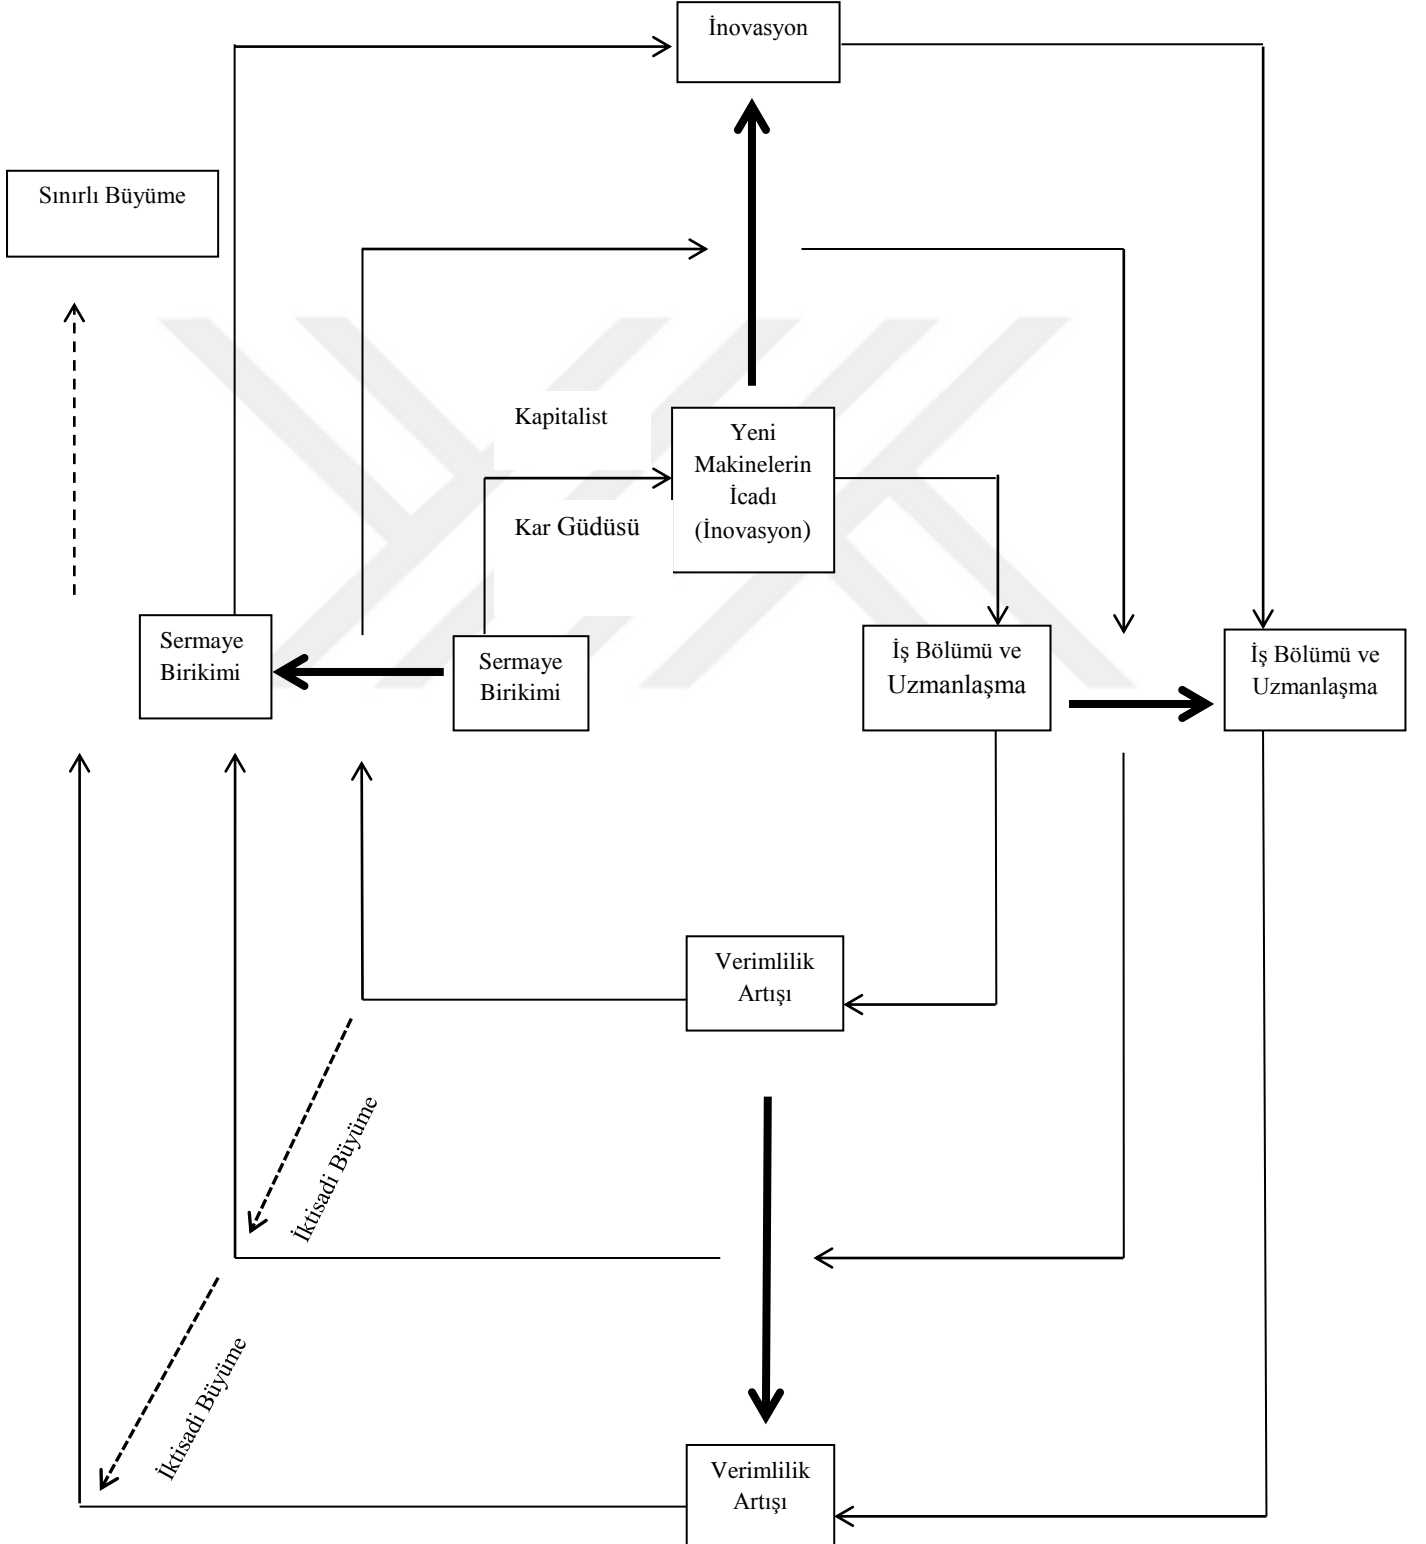 İnovasyon
Sınırlı Büyüme
Kapitalist
Kar Güdüsü
Yeni
Makinelerin
İcadı
(İnovasyon)
Sermaye
Birikimi
Sermaye
Birikimi
İş Bölümü ve
Uzmanlaşma
İş Bölümü ve
Uzmanlaşma
Verimlilik
Artışı
İktisadi Büyüme
İktisadi Büyüme
Verimlilik
Artışı